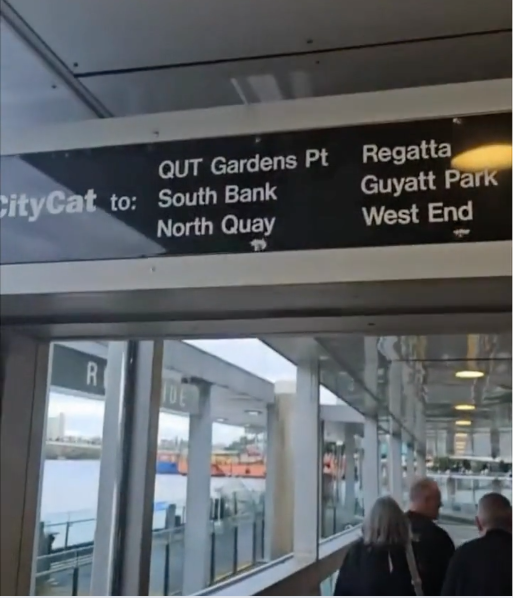 CityCat to:
QUT Gardens Pt
South Bank
North Quay
Regatta
Guyatt Park
West End